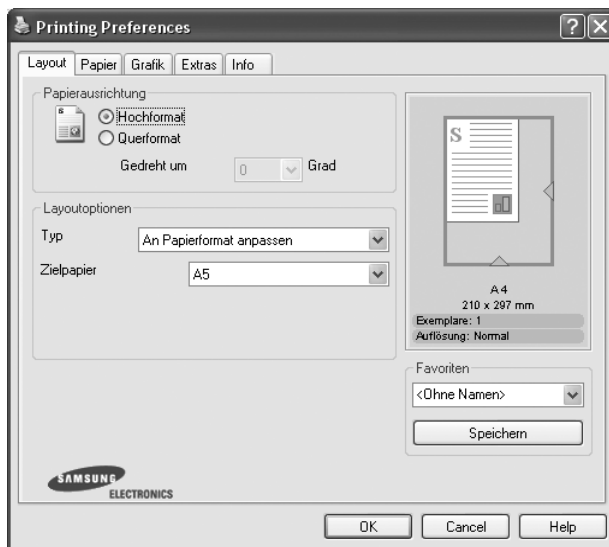 Printing Preferences
Layout Papier Grafik Extras Info
Papierausrichtung
Hochformat
Querformat
Gedreht um 0 Grad
Layoutoptionen
Typ An Papierformat anpassen
Zielpapier A5
S
S
A4
210 x 297 mm
Exemplare: 1
Auflösung: Normal
Favoriten
<Ohne Namen>
Speichern
SAMSUNG
ELECTRONICS
OK Cancel Help